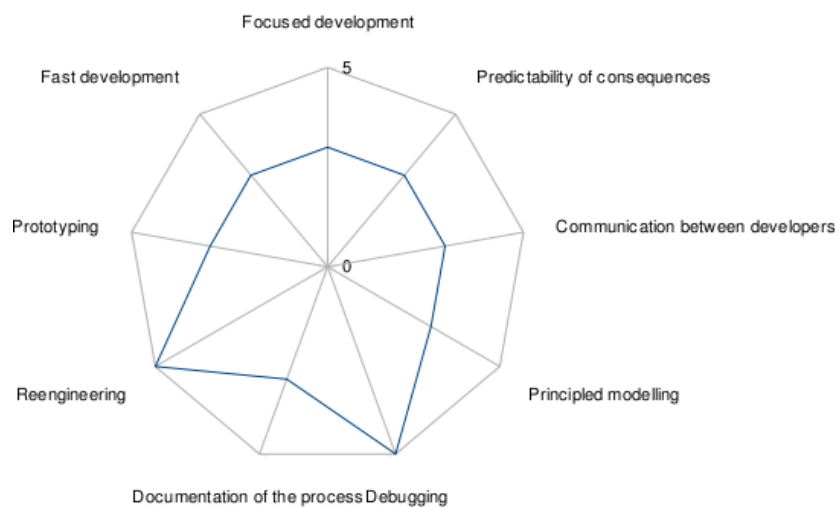 Focused development
5
Fast development
Predictability of consequences
Prototyping
Communication between developers
0
Reengineering
Principled modelling
Documentation of the process Debugging